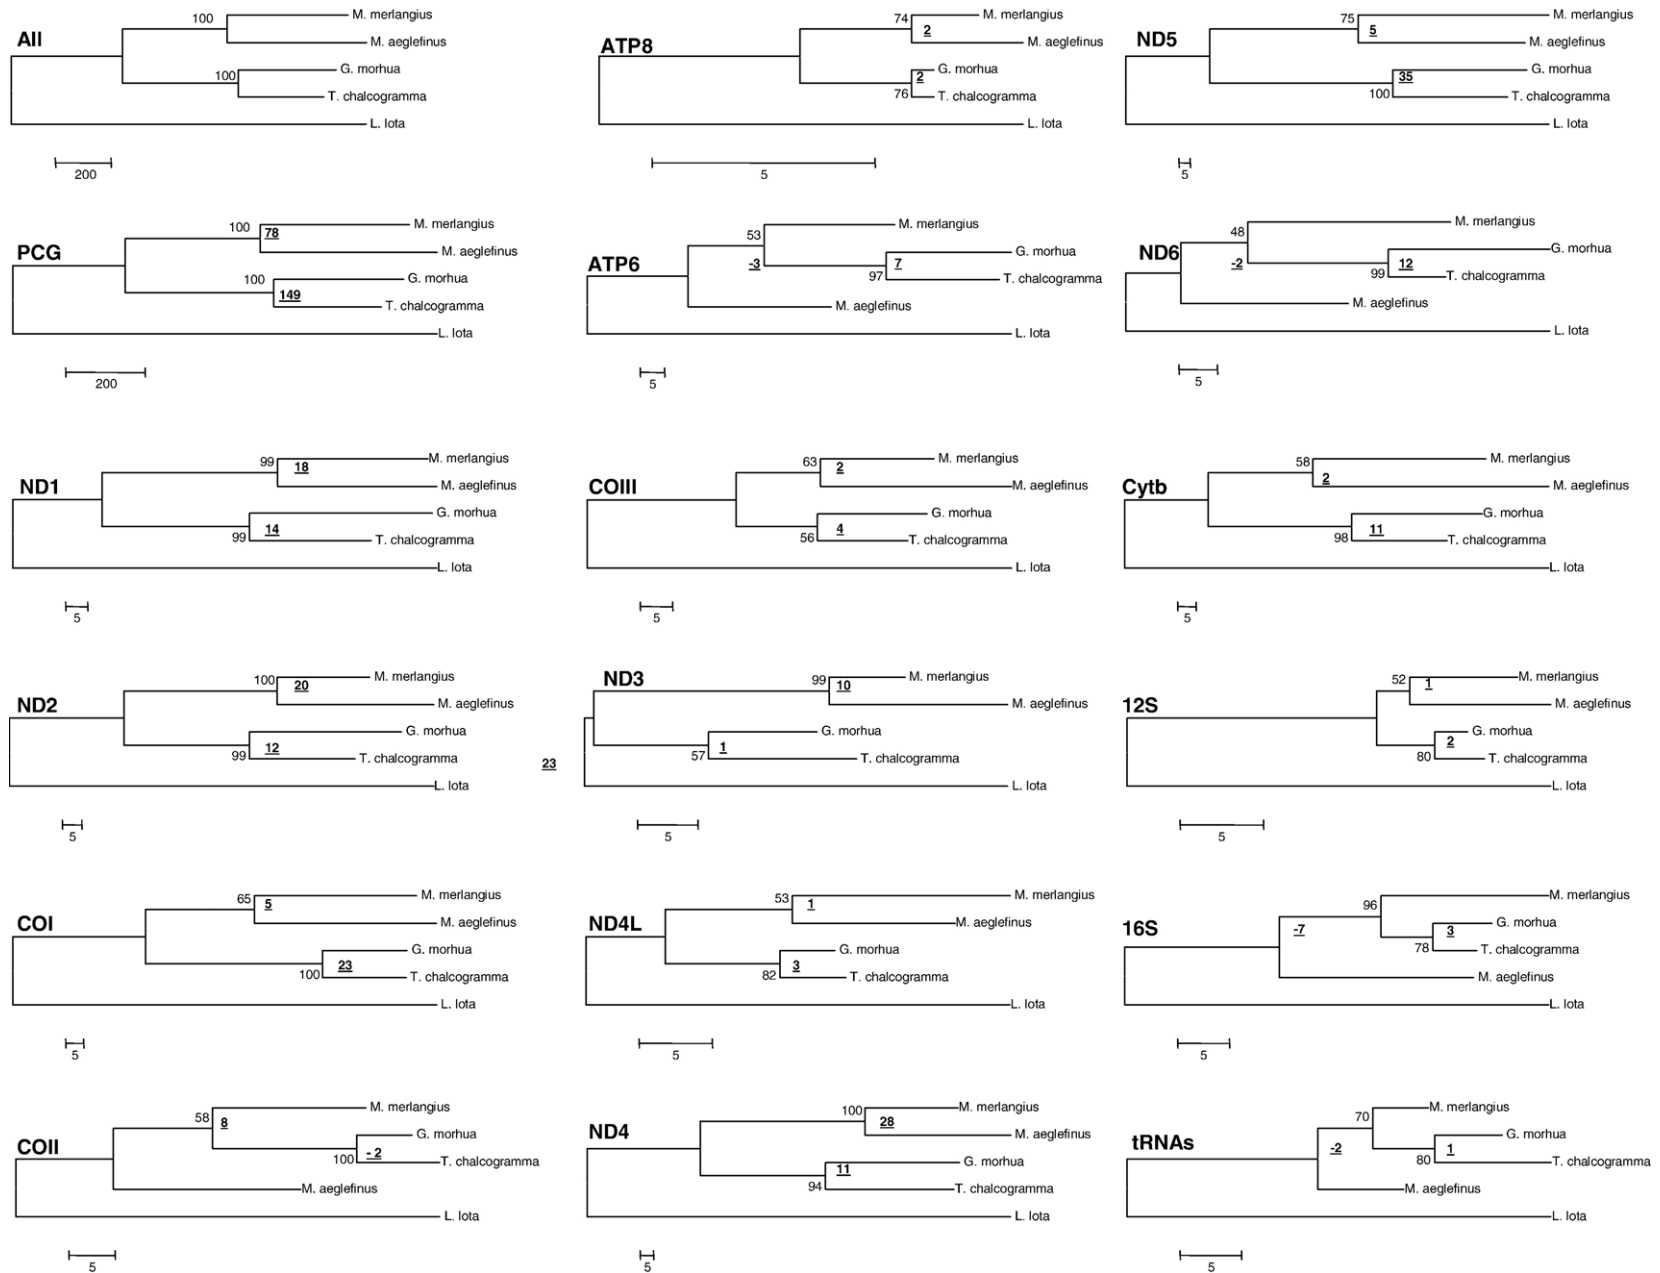 All
100
M. merlangius
M. aeglefinus
100
G. morhua
T. chalcogramma
L. lota
200
ATP8
74
M. merlangius
2
M. aeglefinus
G. morhua
2
76
T. chalcogramma
L. lota
5
ND5
75
M. merlangius
5
M. aeglefinus
G. morhua
35
100
T. chalcogramma
L. lota
5
PCG
100
M. merlangius
78
M. aeglefinus
100
G. morhua
149
T. chalcogramma
L. lota
200
ATP6
53
M. merlangius
-3
G. morhua
7
97
T. chalcogramma
M. aeglefinus
L. lota
5
ND6
48
M. merlangius
-2
G. morhua
12
99
T. chalcogramma
M. aeglefinus
L. lota
5
ND1
99
M. merlangius
18
M. aeglefinus
G. morhua
14
99
T. chalcogramma
L. lota
5
COIII
63
M. merlangius
2
M. aeglefinus
G. morhua
4
56
T. chalcogramma
L. lota
5
Cytb
58
M. merlangius
2
M. aeglefinus
G. morhua
11
98
T. chalcogramma
L. lota
5
ND2
100
M. merlangius
20
M. aeglefinus
G. morhua
12
99
T. chalcogramma
L. lota
5
ND3
99
M. merlangius
10
M. aeglefinus
G. morhua
1
57
T. chalcogramma
23
L. lota
5
12S
52
M. merlangius
1
M. aeglefinus
G. morhua
2
80
T. chalcogramma
L. lota
5
COI
65
M. merlangius
5
M. aeglefinus
G. morhua
23
100
T. chalcogramma
L. lota
5
ND4L
53
M. merlangius
1
M. aeglefinus
G. morhua
3
82
T. chalcogramma
L. lota
5
16S
96
M. merlangius
-7
G. morhua
3
78
T. chalcogramma
M. aeglefinus
L. lota
5
COII
58
M. merlangius
8
G. morhua
- 2
100
T. chalcogramma
M. aeglefinus
L. lota
5
ND4
100
M. merlangius
28
M. aeglefinus
G. morhua
11
94
T. chalcogramma
L. lota
5
tRNAs
70
M. merlangius
-2
G. morhua
1
80
T. chalcogramma
M. aeglefinus
L. lota
5